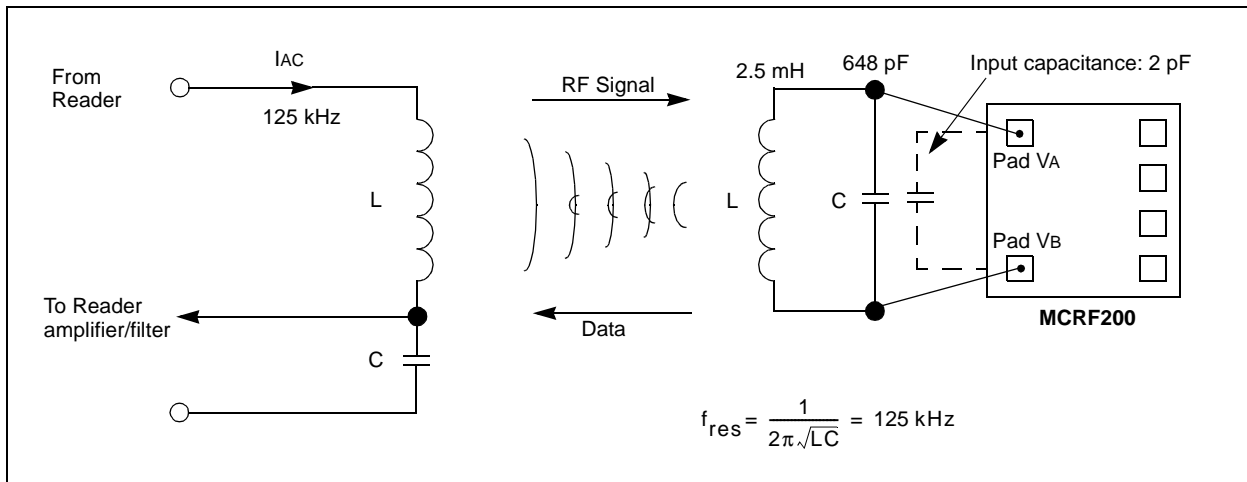 From
Reader
IAC
125 kHz
L
To Reader
amplifier/filter
C
RF Signal
Data
2.5 mH
648 pF
Input capacitance: 2 pF
L
C
Pad VA
Pad VB
MCRF200
f_res = 1 / (2π√LC) = 125 kHz